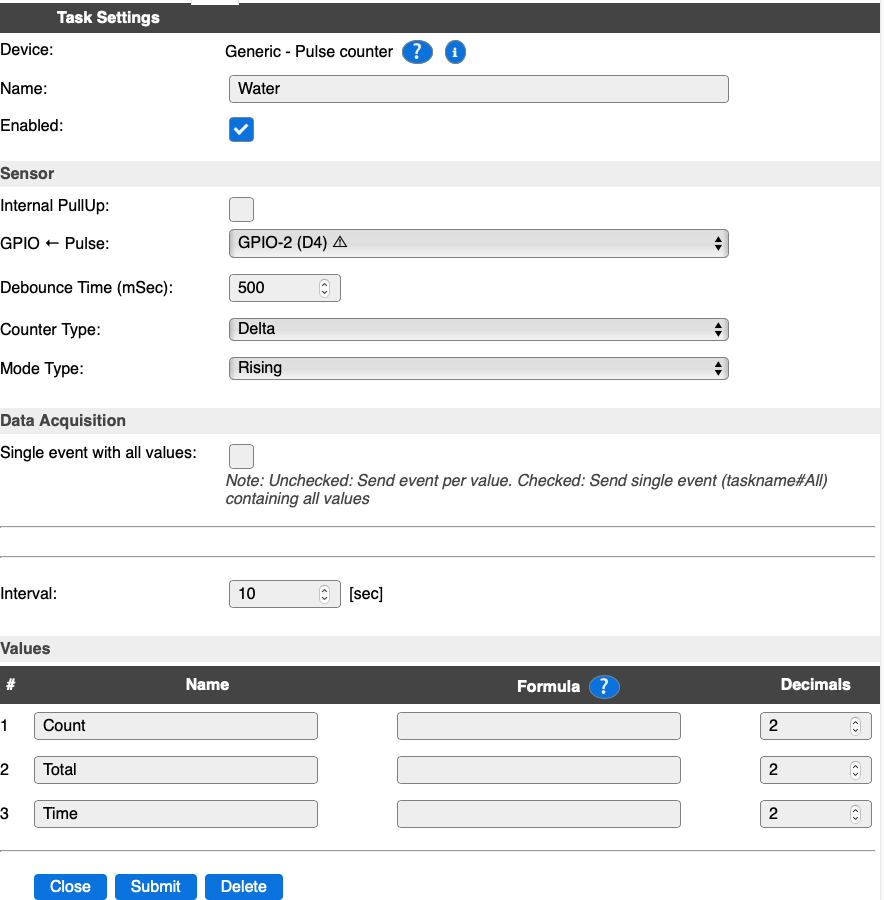 Task Settings
Device: Generic - Pulse counter ? i
Name: Water
Enabled:
Sensor
Internal PullUp:
GPIO ← Pulse: GPIO-2 (D4) ⚠
Debounce Time (mSec): 500
Counter Type: Delta
Mode Type: Rising
Data Acquisition
Single event with all values:
Note: Unchecked: Send event per value. Checked: Send single event (taskname#All)
containing all values
Interval: 10 [sec]
Values
# Name Formula ? Decimals
1 Count 2
2 Total 2
3 Time 2
Close Submit Delete